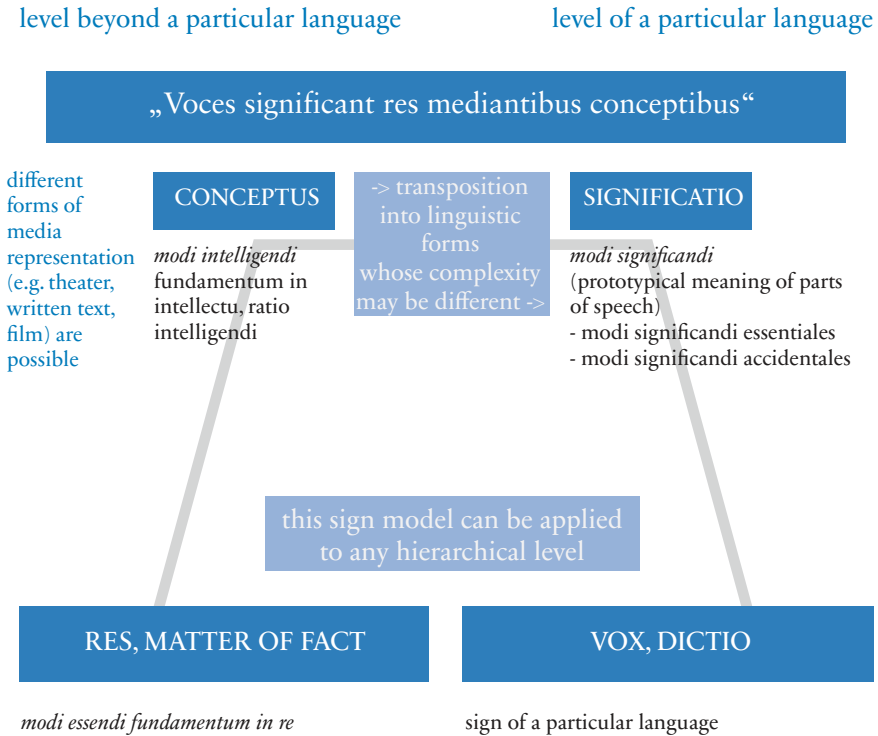 level beyond a particular language
level of a particular language
„Voces significant res mediantibus conceptibus“
different
forms of
media
representation
(e.g. theater,
written text,
film) are
possible
CONCEPTUS
modi intelligendi
fundamentum in
intellectu, ratio
intelligendi
-> transposition
into linguistic
forms
whose complexity
may be different ->
SIGNIFICATIO
modi significandi
(prototypical meaning of parts
of speech)
- modi significandi essentiales
- modi significandi accidentales
this sign model can be applied
to any hierarchical level
RES, MATTER OF FACT
VOX, DICTIO
modi essendi fundamentum in re
sign of a particular language